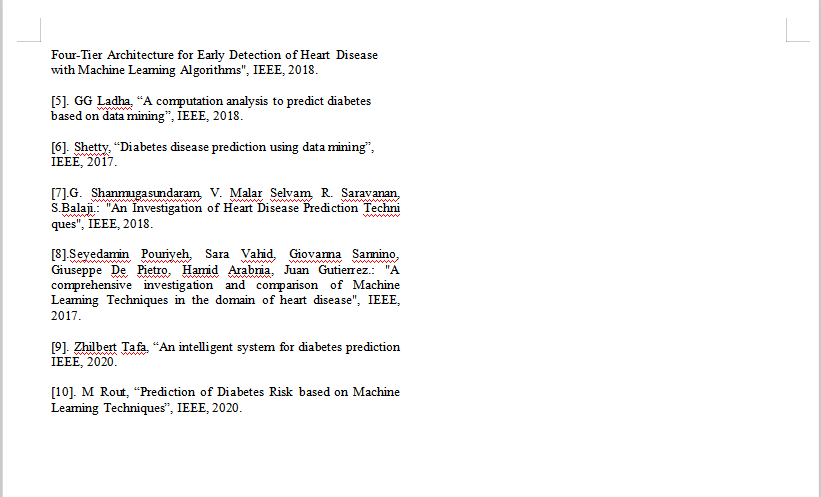 Four-Tier Architecture for Early Detection of Heart Disease
with Machine Learning Algorithms", IEEE, 2018.
[5]. GG Ladha, “A computation analysis to predict diabetes
based on data mining”, IEEE, 2018.
[6]. Shetty, “Diabetes disease prediction using data mining”,
IEEE, 2017.
[7].G. Shanmugasundaram, V. Malar Selvam, R. Saravanan,
S.Balaji.: "An Investigation of Heart Disease Prediction Techni
ques", IEEE, 2018.
[8].Seyedamin Pouriyeh, Sara Vahid, Giovanna Sannino,
Giuseppe De Pietro, Hamid Arabnia, Juan Gutierrez.: "A
comprehensive investigation and comparison of Machine
Learning Techniques in the domain of heart disease", IEEE,
2017.
[9]. Zhilbert Tafa, “An intelligent system for diabetes prediction
IEEE, 2020.
[10]. M Rout, “Prediction of Diabetes Risk based on Machine
Learning Techniques”, IEEE, 2020.